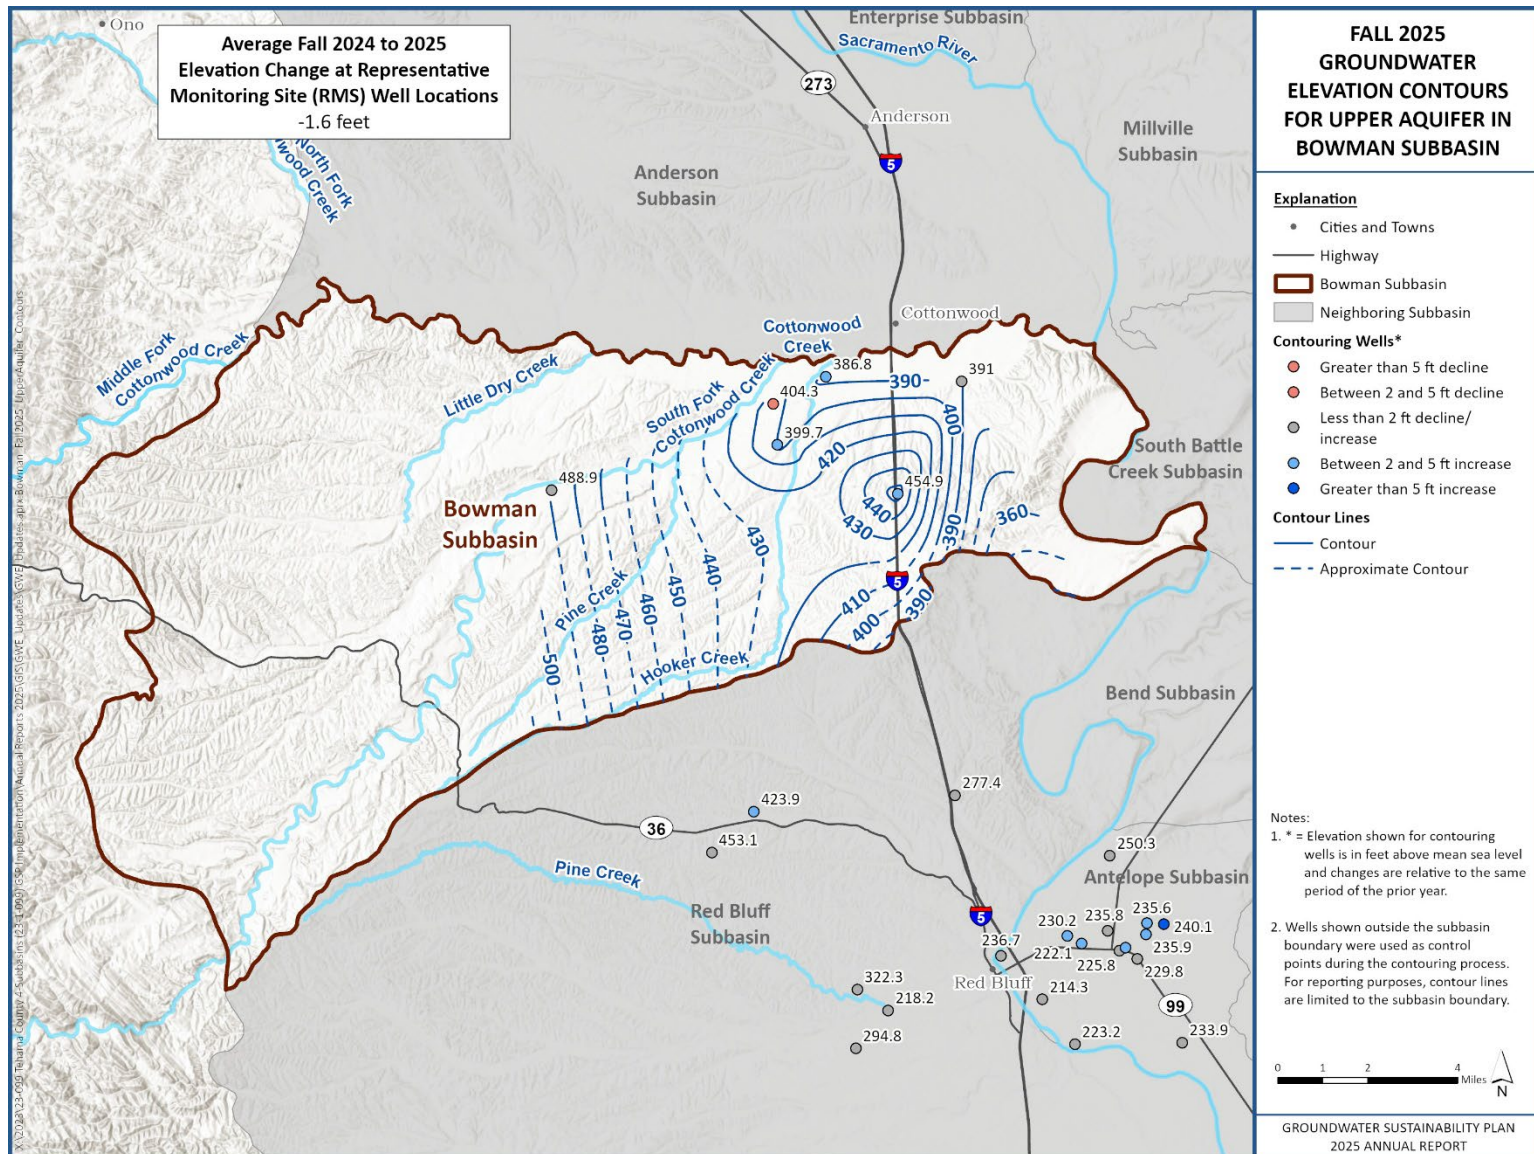 Ono
Average Fall 2024 to 2025
Elevation Change at Representative
Monitoring Site (RMS) Well Locations
-1.6 feet
Enterprise Subbasin
Sacramento River
273
Anderson
5
Millville
Subbasin
Anderson
Subbasin
North Fork
Cottonwood
Middle Fork
Cottonwood Creek
Little Dry Creek
South Fork
Cottonwood Creek
Cottonwood
Creek
386.8
404.3
399.7
390
391
400
420
454.9
440
430
390
360
South Battle
Creek Subbasin
488.9
Bowman
Subbasin
430
440
450
460
470
480
500
Pine Creek
Hooker Creek
5
410
400
390
Bend Subbasin
277.4
423.9
36
453.1
250.3
Antelope Subbasin
Pine Creek
Red Bluff
Subbasin
5
230.2
235.8
235.6
240.1
236.7
222.1
225.8
235.9
229.8
Red Bluff
322.3
218.2
214.3
99
294.8
223.2
233.9
FALL 2025
GROUNDWATER
ELEVATION CONTOURS
FOR UPPER AQUIFER IN
BOWMAN SUBBASIN
Explanation
Cities and Towns
Highway
Bowman Subbasin
Neighboring Subbasin
Contouring Wells*
Greater than 5 ft decline
Between 2 and 5 ft decline
Less than 2 ft decline/
increase
Between 2 and 5 ft increase
Greater than 5 ft increase
Contour Lines
Contour
Approximate Contour
Notes:
1. * = Elevation shown for contouring
wells is in feet above mean sea level
and changes are relative to the same
period of the prior year.
2. Wells shown outside the subbasin
boundary were used as control
points during the contouring process.
For reporting purposes, contour lines
are limited to the subbasin boundary.
0 1 2 4
Miles
N
GROUNDWATER SUSTAINABILITY PLAN
2025 ANNUAL REPORT